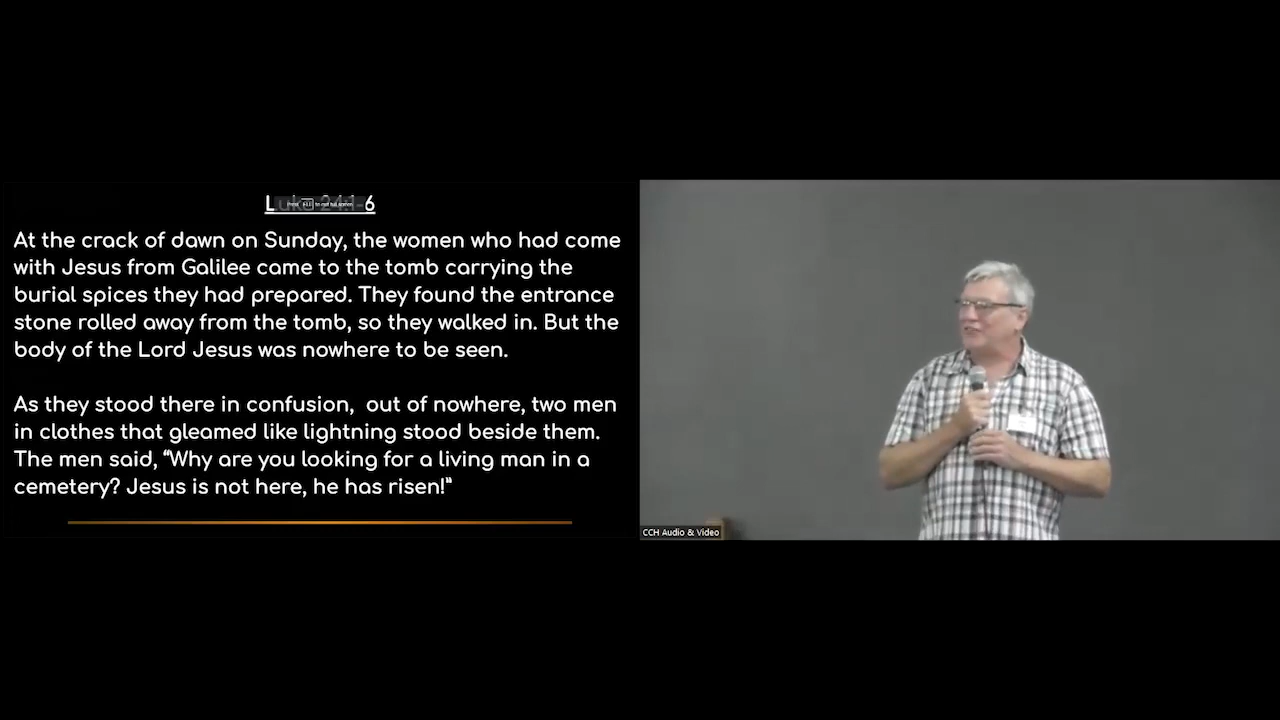 Luke 24:1-6
At the crack of dawn on Sunday, the women who had come
with Jesus from Galilee came to the tomb carrying the
burial spices they had prepared. They found the entrance
stone rolled away from the tomb, so they walked in. But the
body of the Lord Jesus was nowhere to be seen.
As they stood there in confusion,  out of nowhere, two men
in clothes that gleamed like lightning stood beside them.
The men said, “Why are you looking for a living man in a
cemetery? Jesus is not here, he has risen!”
CCH Audio & Video